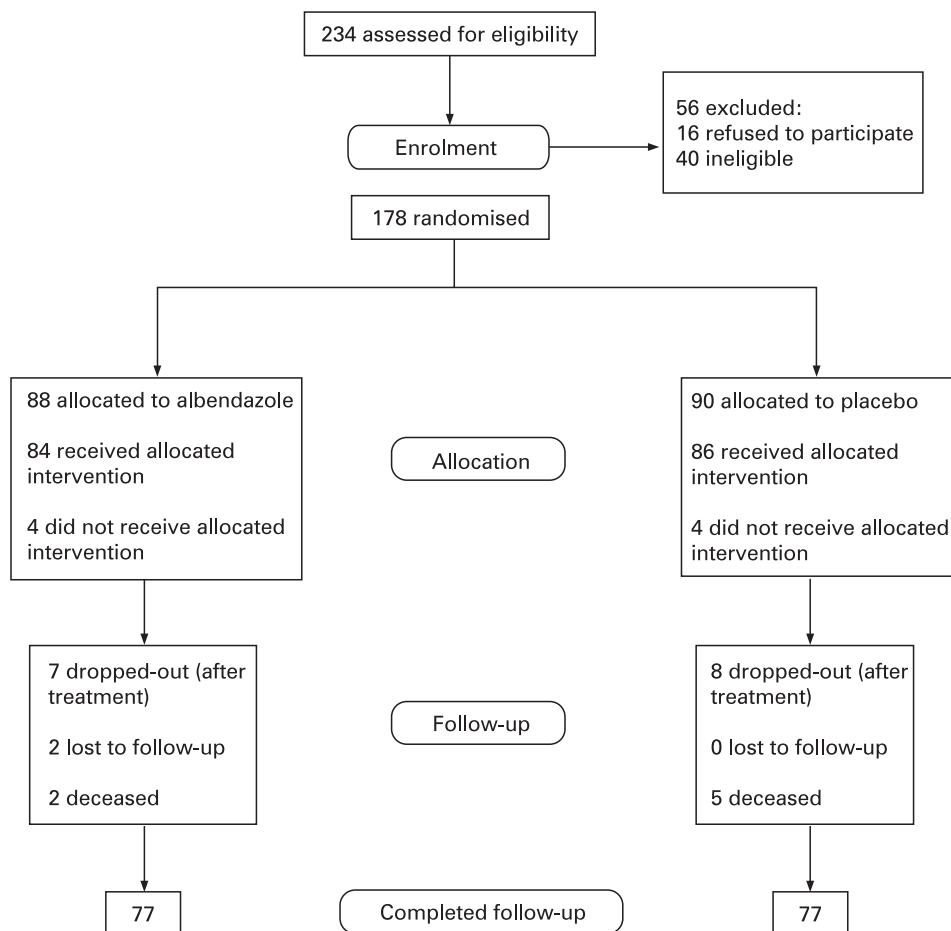 234 assessed for eligibility
56 excluded:
16 refused to participate
40 ineligible
Enrolment
178 randomised
88 allocated to albendazole
84 received allocated
intervention
4 did not receive allocated
intervention
Allocation
90 allocated to placebo
86 received allocated
intervention
4 did not receive allocated
intervention
7 dropped-out (after
treatment)
2 lost to follow-up
2 deceased
Follow-up
8 dropped-out (after
treatment)
0 lost to follow-up
5 deceased
77
Completed follow-up
77